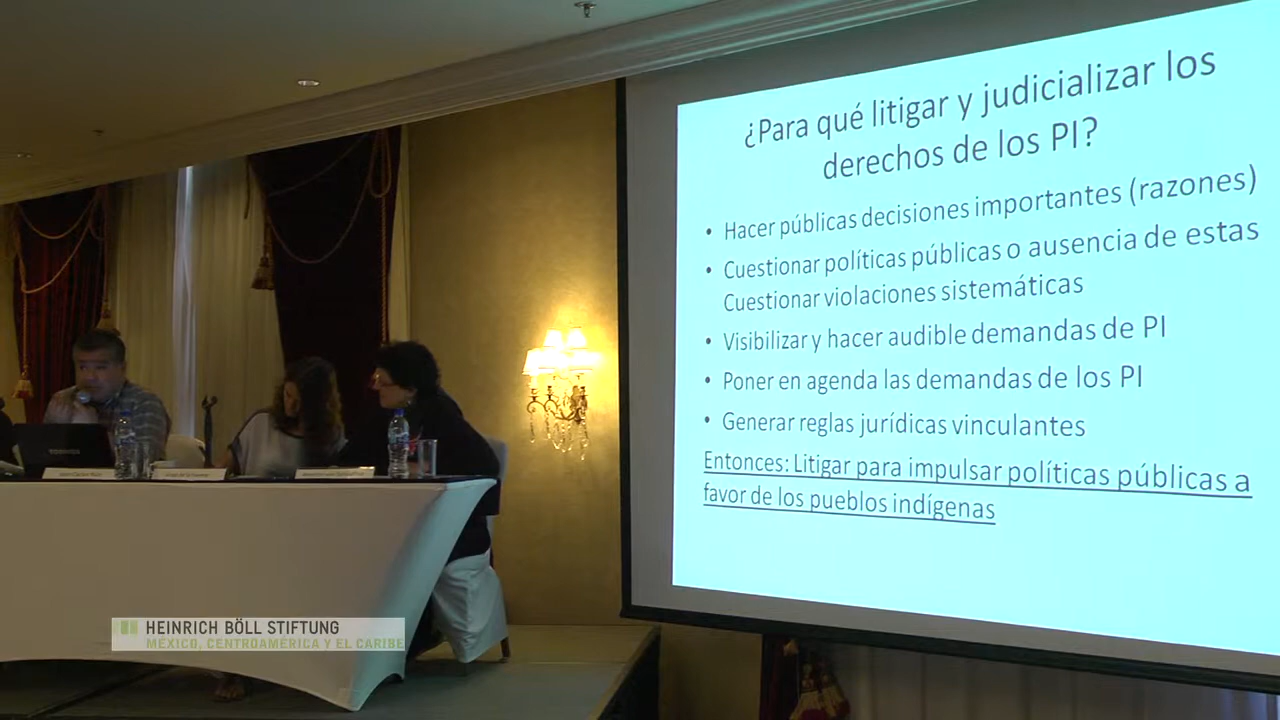 ¿Para qué litigar y judicializar los
derechos de los PI?
• Hacer públicas decisiones importantes (razones)
• Cuestionar políticas públicas o ausencia de estas
Cuestionar violaciones sistemáticas
• Visibilizar y hacer audible demandas de PI
• Poner en agenda las demandas de los PI
• Generar reglas jurídicas vinculantes
Entonces: Litigar para impulsar políticas públicas a
favor de los pueblos indígenas
TOSHIBA
HEINRICH BÖLL STIFTUNG
MÉXICO, CENTROAMÉRICA Y EL CARIBE